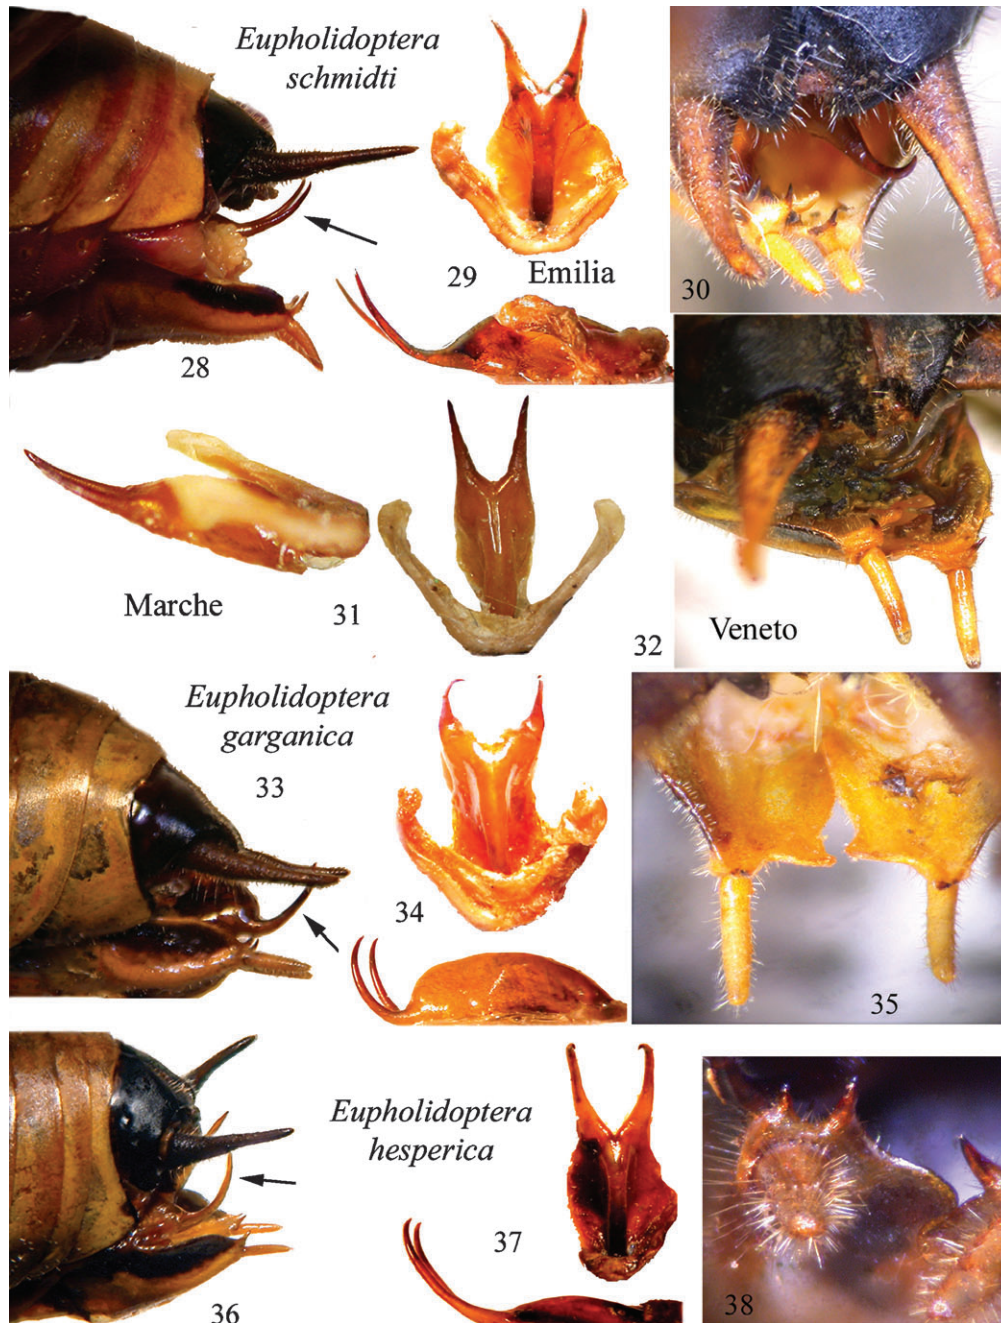 Eupholidoptera
schmidti
28
29
Emilia
30
Marche
31
32
Veneto
Eupholidoptera
garganica
33
34
35
Eupholidoptera
hesperica
36
37
38